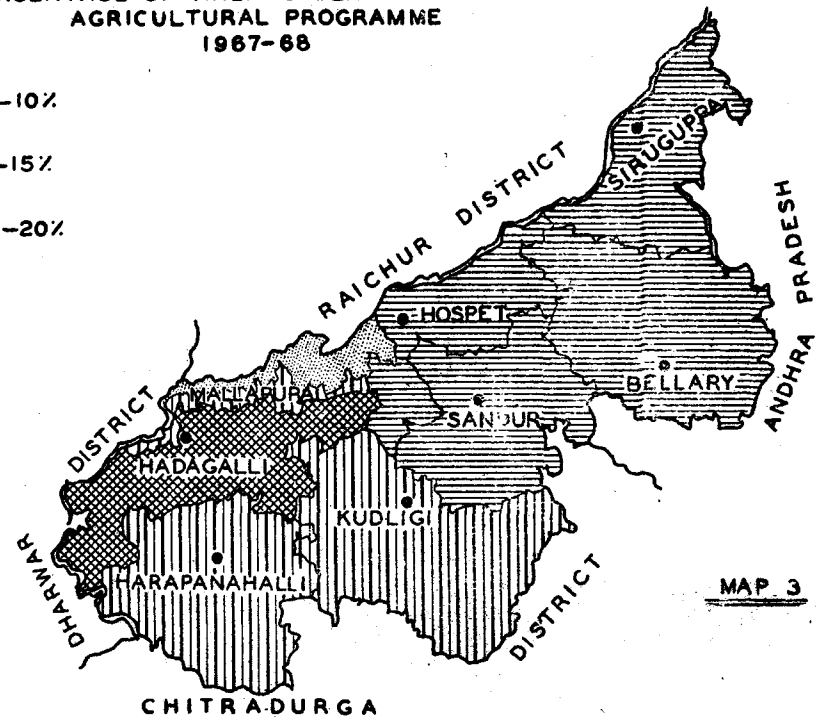 AGRICULTURAL PROGRAMME
1967-68
-10%
-15%
-20%
SIRUGUPPA
RAICHUR DISTRICT
ANDHRA PRADESH
HOSPET
BELLARY
MALLAPURAI
SANDUR
DISTRICT
HADAGALLI
KUDLIGI
DHARWAR
HARAPANAHALLI
DISTRICT
MAP 3
CHITRADURGA